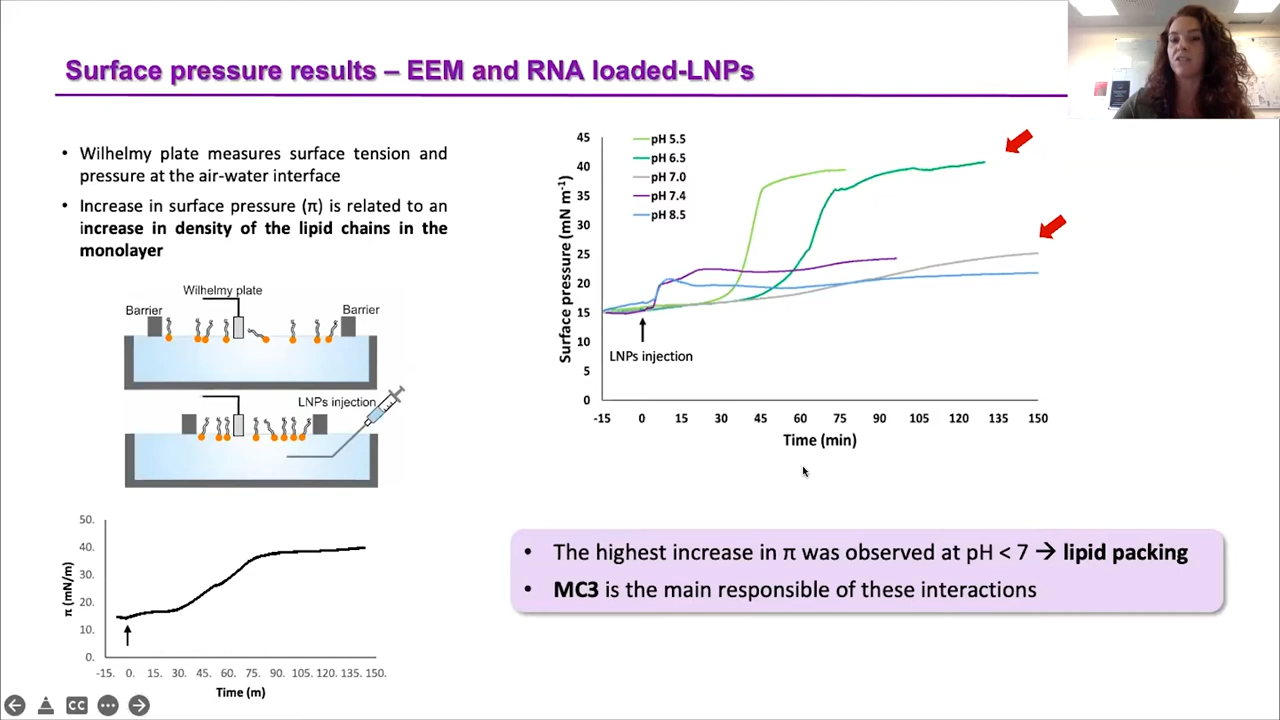 Surface pressure results – EEM and RNA loaded-LNPs
• Wilhelmy plate measures surface tension and
pressure at the air-water interface
• Increase in surface pressure (π) is related to an
increase in density of the lipid chains in the
monolayer
Wilhelmy plate
Barrier
Barrier
LNPs injection
50.
40.
30.
20.
10.
0.
π (mN/m)
-15. 0. 15. 30. 45. 60. 75. 90. 105. 120. 135. 150.
Time (m)
45
40
35
30
25
20
15
10
5
0
Surface pressure (mN m⁻¹)
pH 5.5
pH 6.5
pH 7.0
pH 7.4
pH 8.5
LNPs injection
-15 0 15 30 45 60 75 90 105 120 135 150
Time (min)
• The highest increase in π was observed at pH < 7 → lipid packing
• MC3 is the main responsible of these interactions
CC